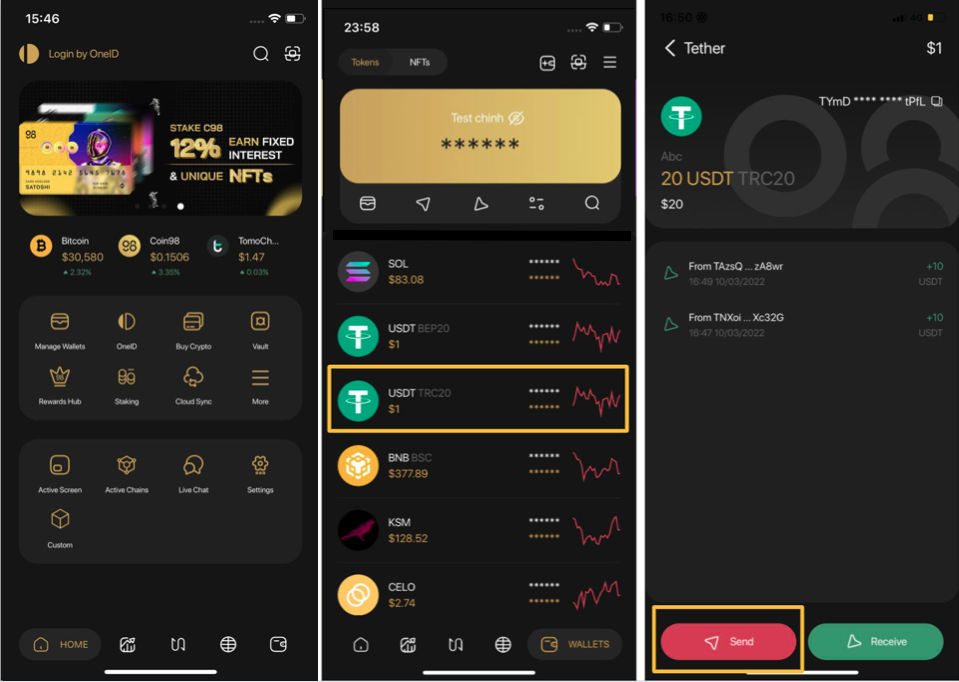 15:46
Login by OneID
98
STAKE C98
12% EARN FIXED INTEREST
& UNIQUE NFTs
9898 2142 5645 7678
SATOSHI
Bitcoin
$30,580
2.32%
98
Coin98
$0.1506
3.35%
TomoCh...
$1.47
0.03%
Manage Wallets
OneID
Buy Crypto
Vault
Rewards Hub
Staking
Cloud Sync
More
Active Screen
Active Chains
Live Chat
Settings
Custom
HOME
23:58
Tokens
NFTs
Test chinh
******
SOL
$83.08
******
******
USDT BEP20
$1
******
******
USDT TRC20
$1
******
******
BNB BSC
$377.89
******
******
KSM
$128.52
******
******
CELO
$2.74
******
******
WALLETS
16:50
4G
Tether
$1
TYmD **** **** tPfL
Abc
20 USDT TRC20
$20
From TAzsQ ... zA8wr
+10
16:49 10/03/2022
USDT
From TNXoi ... Xc32G
+10
16:47 10/03/2022
USDT
Send
Receive